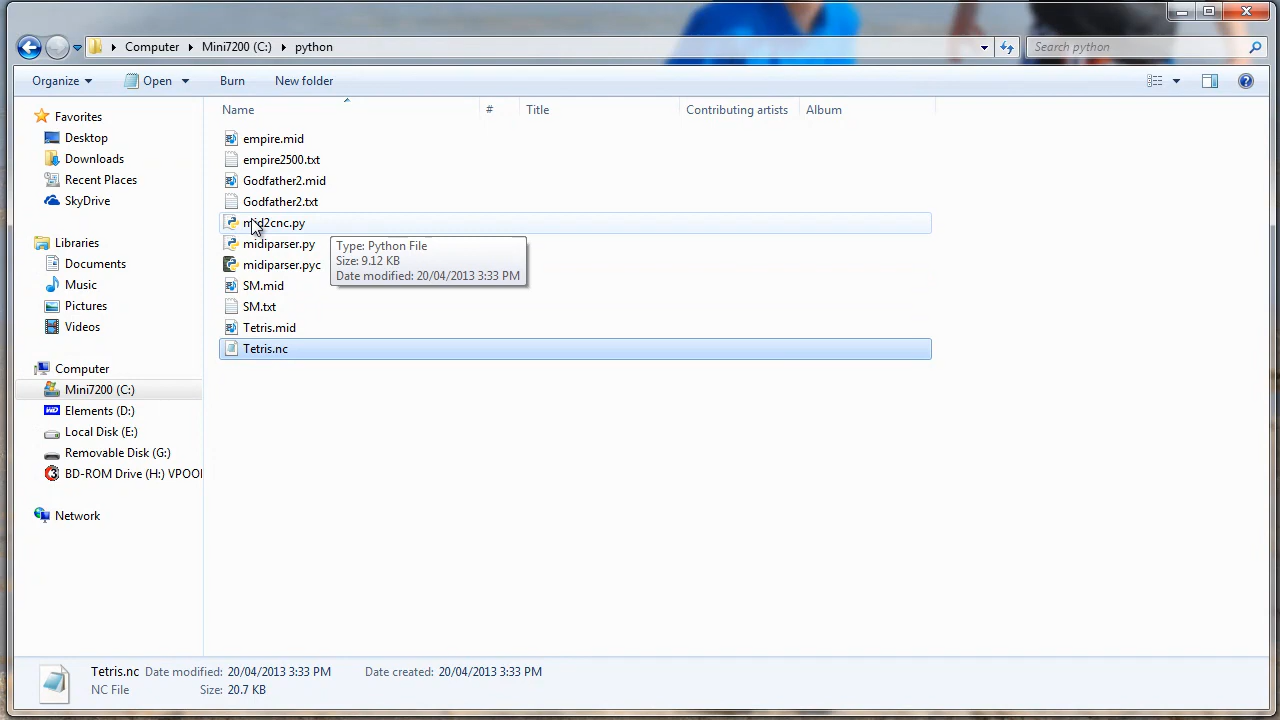 Computer Mini7200 (C:) python
Search python
Organize Open Burn New folder
Name # Title Contributing artists Album
Favorites
Desktop
Downloads
Recent Places
SkyDrive
Libraries
Documents
Music
Pictures
Videos
Computer
Mini7200 (C:)
Elements (D:)
Local Disk (E:)
Removable Disk (G:)
BD-ROM Drive (H:) VPOOI
Network
empire.mid
empire2500.txt
Godfather2.mid
Godfather2.txt
mid2cnc.py
midiparser.py
midiparser.pyc
SM.mid
SM.txt
Tetris.mid
Tetris.nc
Type: Python File
Size: 9.12 KB
Date modified: 20/04/2013 3:33 PM
Tetris.nc Date modified: 20/04/2013 3:33 PM Date created: 20/04/2013 3:33 PM
NC File Size: 20.7 KB